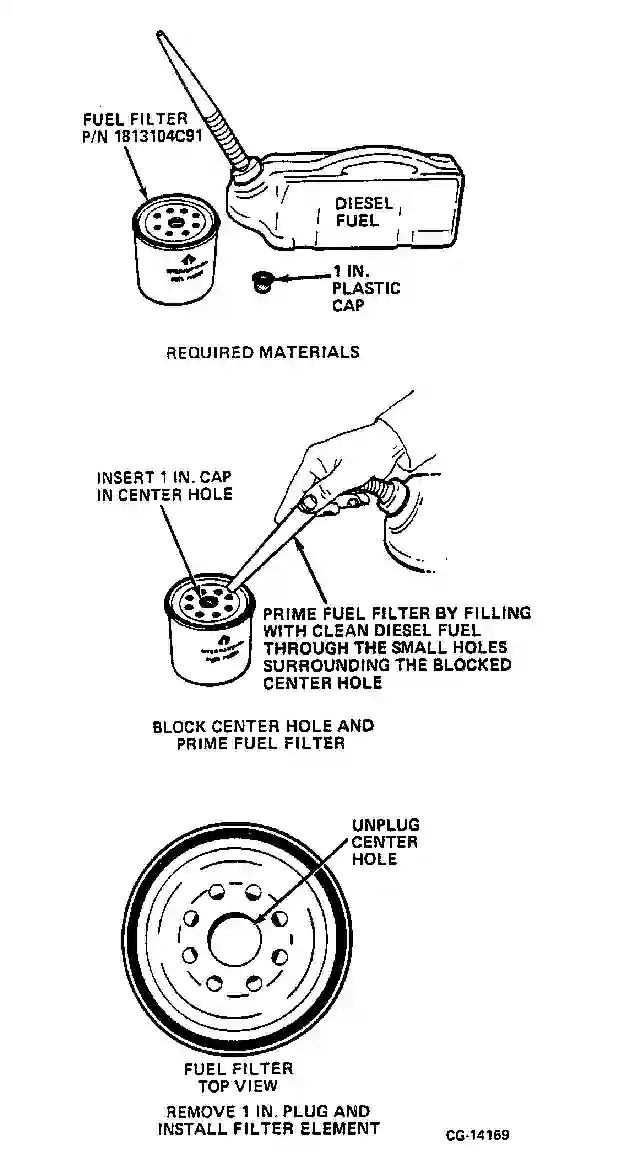 FUEL FILTER
P/N 1813104C91
DIESEL
FUEL
1 IN.
PLASTIC
CAP
REQUIRED MATERIALS
INSERT 1 IN. CAP
IN CENTER HOLE
PRIME FUEL FILTER BY FILLING
WITH CLEAN DIESEL FUEL
THROUGH THE SMALL HOLES
SURROUNDING THE BLOCKED
CENTER HOLE
BLOCK CENTER HOLE AND
PRIME FUEL FILTER
UNPLUG
CENTER
HOLE
FUEL FILTER
TOP VIEW
REMOVE 1 IN. PLUG AND
INSTALL FILTER ELEMENT
CG-14169